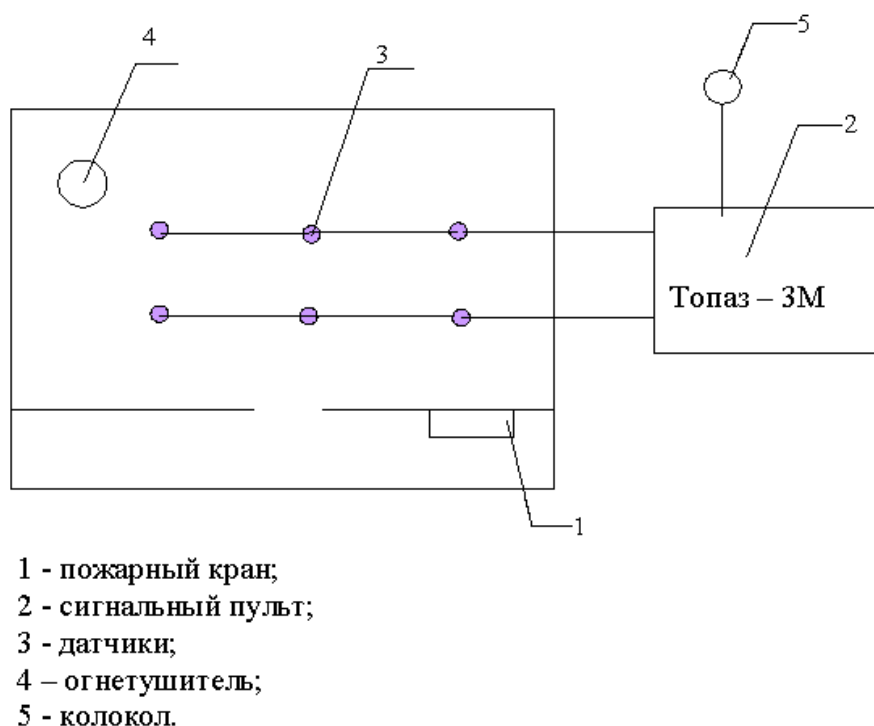 4
3
5
2
Топаз – 3М
1
1 - пожарный кран;
2 - сигнальный пульт;
3 - датчики;
4 – огнетушитель;
5 - колокол.